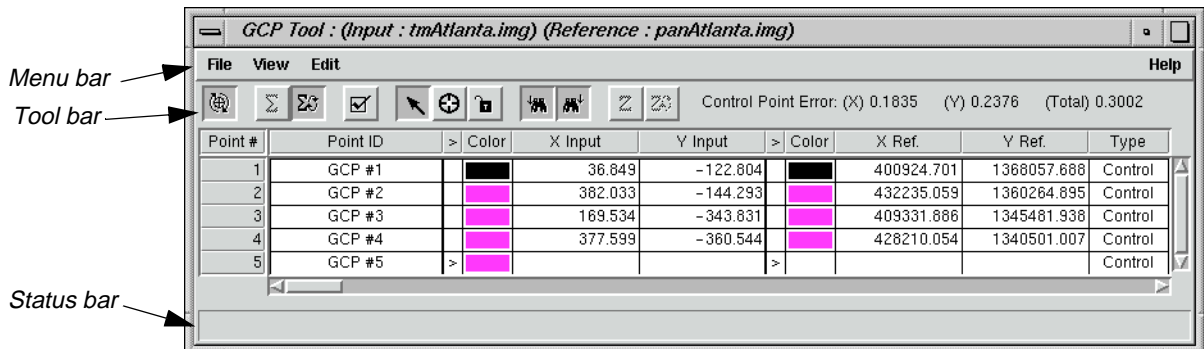 GCP Tool : (Input : tmAtlanta.img) (Reference : panAtlanta.img)
Menu bar
File View Edit Help
Tool bar
Σ Σ Z Z Control Point Error: (X) 0.1835 (Y) 0.2376 (Total) 0.3002
Point # Point ID > Color X Input Y Input > Color X Ref. Y Ref. Type
1 GCP #1 36.849 -122.804 400924.701 1368057.688 Control
2 GCP #2 382.033 -144.293 432235.059 1360264.895 Control
3 GCP #3 169.534 -343.831 409331.886 1345481.938 Control
4 GCP #4 377.599 -360.544 428210.054 1340501.007 Control
5 GCP #5 > > Control
Status bar